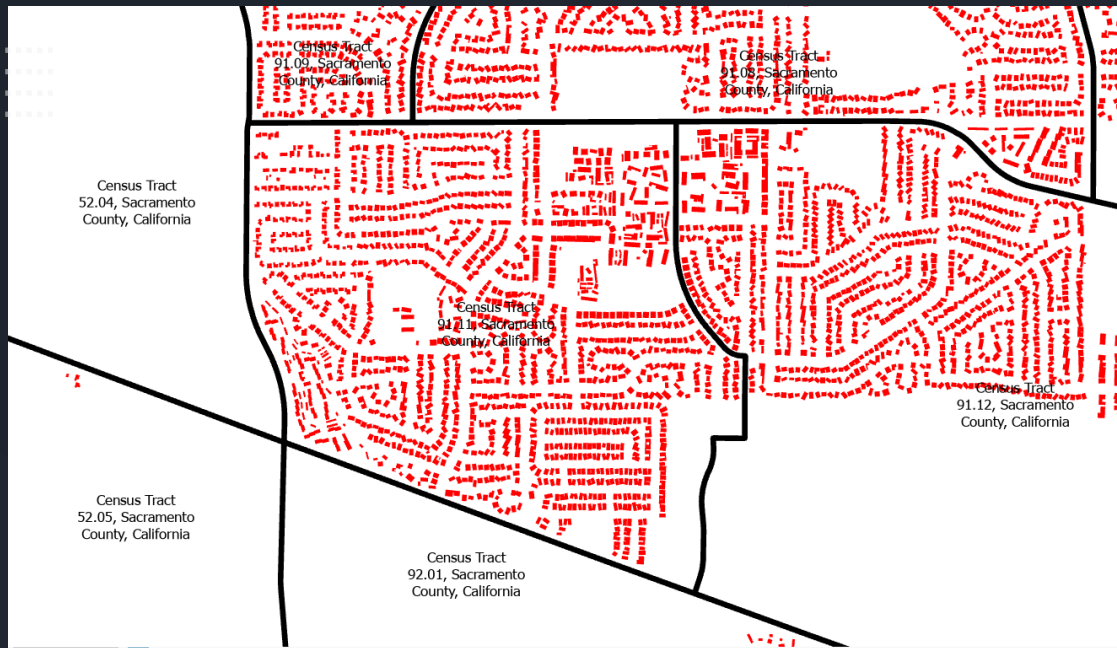 Census Tract
91.09, Sacramento
County, California
Census Tract
91.08, Sacramento
County, California
Census Tract
52.04, Sacramento
County, California
Census Tract
91.11, Sacramento
County, California
Census Tract
91.12, Sacramento
County, California
Census Tract
52.05, Sacramento
County, California
Census Tract
92.01, Sacramento
County, California